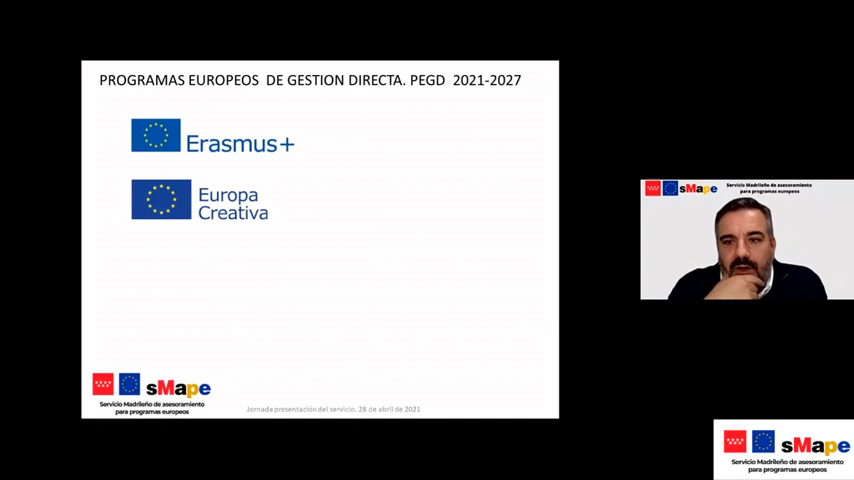 PROGRAMAS EUROPEOS DE GESTION DIRECTA. PEGD 2021-2027
Erasmus+
Europa
Creativa
sMape
Servicio Madrileño de asesoramiento
para programas europeos
Jornada presentación del servicio. 28 de abril de 2021
sMape
Servicio Madrileño de asesoramiento
para programas europeos
sMape
Servicio Madrileño de asesoramiento
para programas europeos